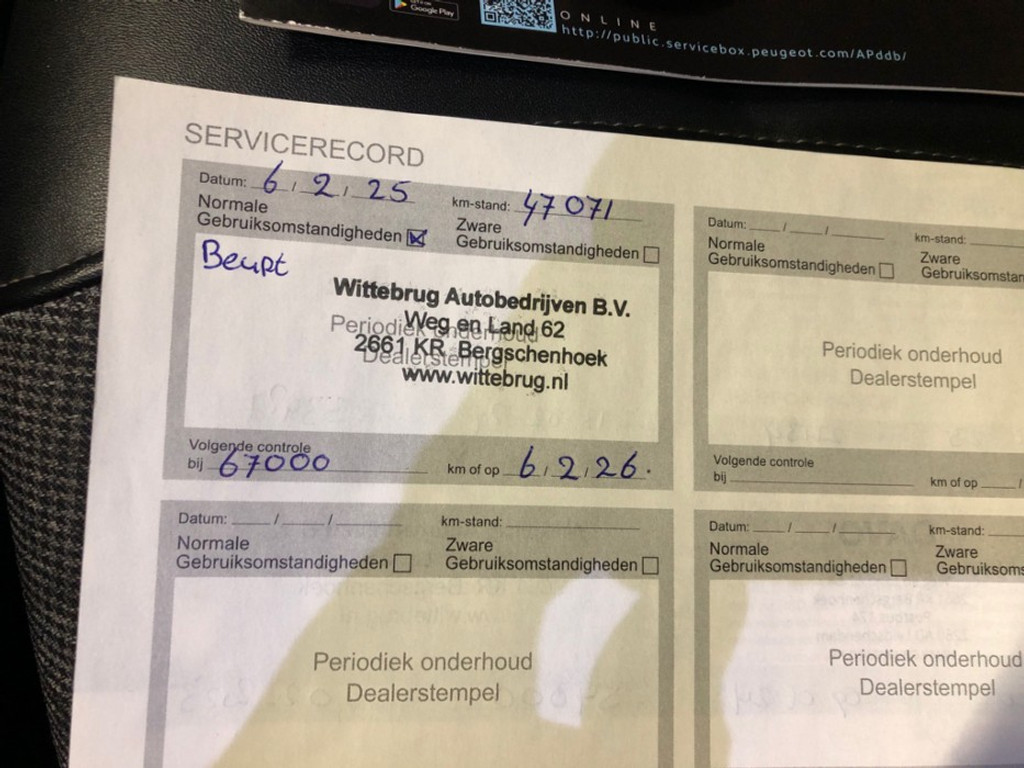 Google Play
ONLINE
http://public.servicebox.peugeot.com/APddb/
SERVICERECORD
Datum: 6 / 2 / 25 km-stand: 47071
Normale Gebruiksomstandigheden Zware Gebruiksomstandigheden
Beurt
Wittebrug Autobedrijven B.V.
Weg en Land 62
Periodiek onderhoud
2661 KR. Bergschenhoek
Dealerstempel
www.wittebrug.nl
Volgende controle
bij 67000 km of op 6 / 2 / 26.
Datum: / / km-stand:
Normale Gebruiksomstandigheden Zware
Periodiek onderhoud
Dealerstempel
Volgende controle
bij km of op /
Datum: / / km-stand:
Normale Gebruiksomstandigheden Zware Gebruiksomstandigheden
Periodiek onderhoud
Dealerstempel
Datum: / / km-stand:
Normale Gebruiksomstandigheden Zware
Periodiek onderhoud
Dealerstempel